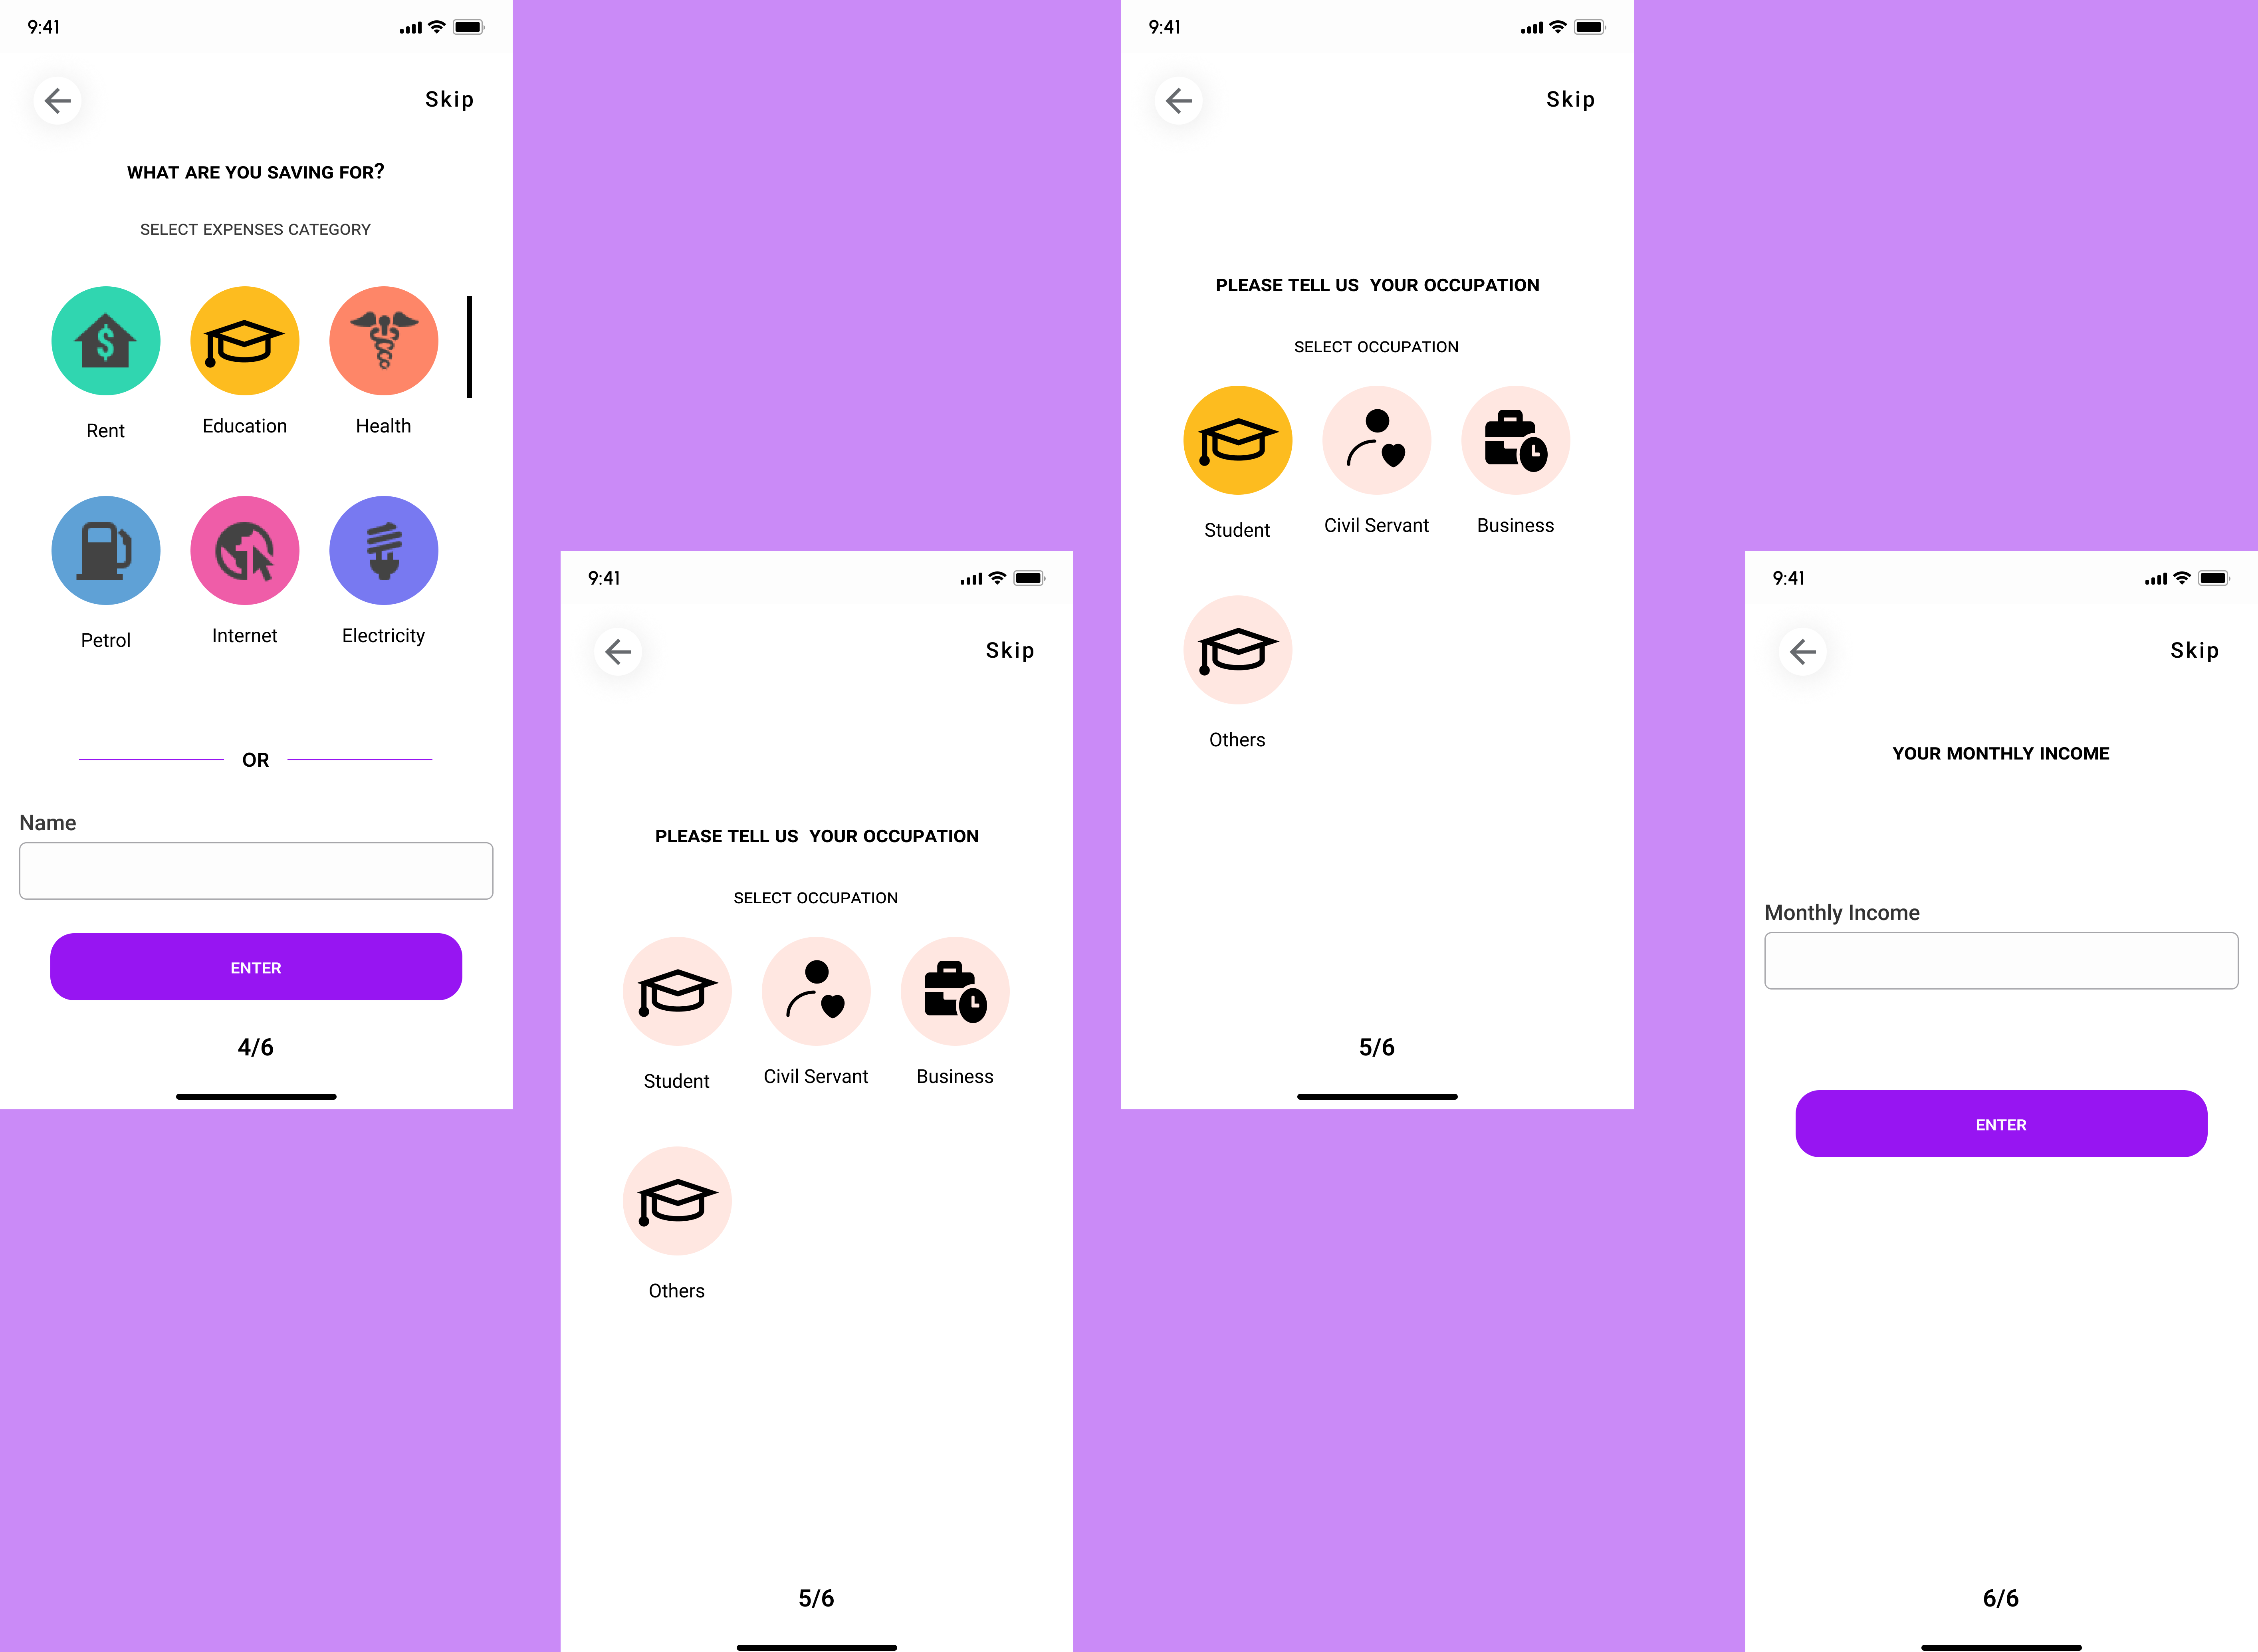 9:41
Skip
WHAT ARE YOU SAVING FOR?
SELECT EXPENSES CATEGORY
Rent
Education
Health
Petrol
Internet
Electricity
OR
Name
ENTER
4/6
9:41
Skip
PLEASE TELL US  YOUR OCCUPATION
SELECT OCCUPATION
Student
Civil Servant
Business
Others
5/6
9:41
Skip
PLEASE TELL US  YOUR OCCUPATION
SELECT OCCUPATION
Student
Civil Servant
Business
Others
5/6
9:41
Skip
YOUR MONTHLY INCOME
Monthly Income
ENTER
6/6